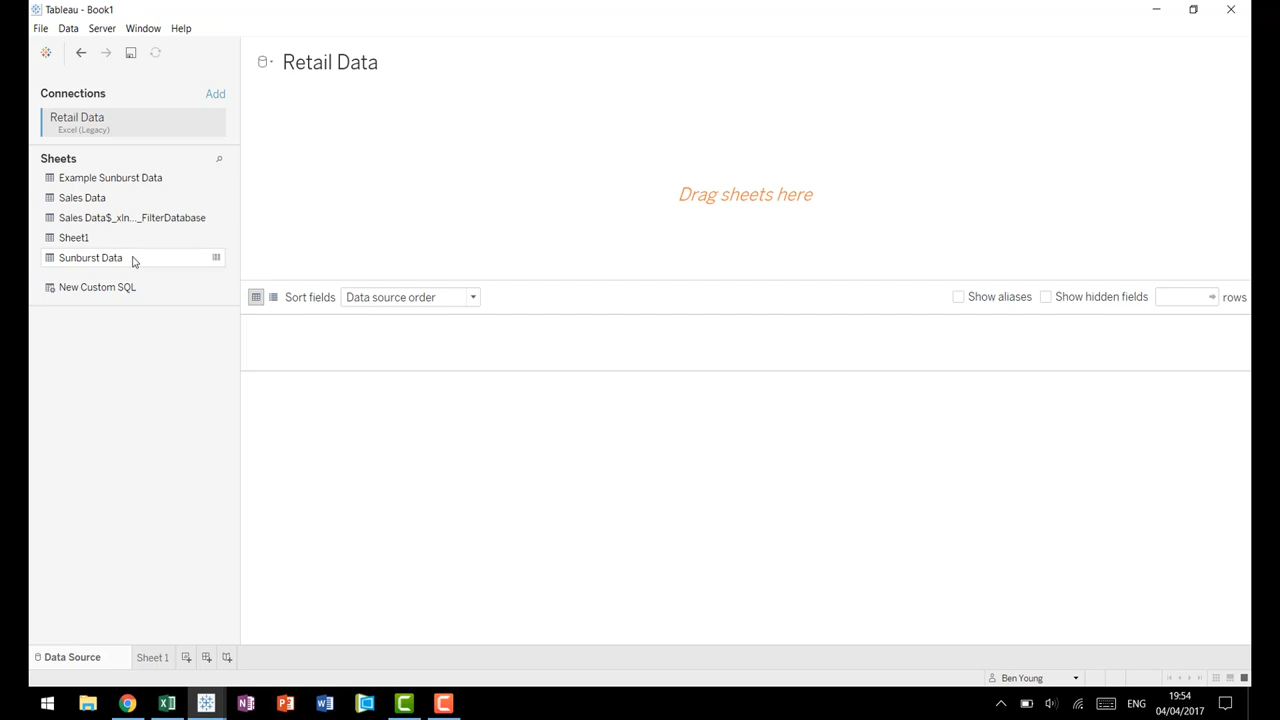 Tableau - Book1
File Data Server Window Help
Connections Add
Retail Data
Excel (Legacy)
Sheets
Example Sunburst Data
Sales Data
Sales Data$_xln..._FilterDatabase
Sheet1
Sunburst Data
New Custom SQL
Retail Data
Drag sheets here
Sort fields Data source order Show aliases Show hidden fields rows
Data Source Sheet 1
Ben Young
ENG 19:54
04/04/2017